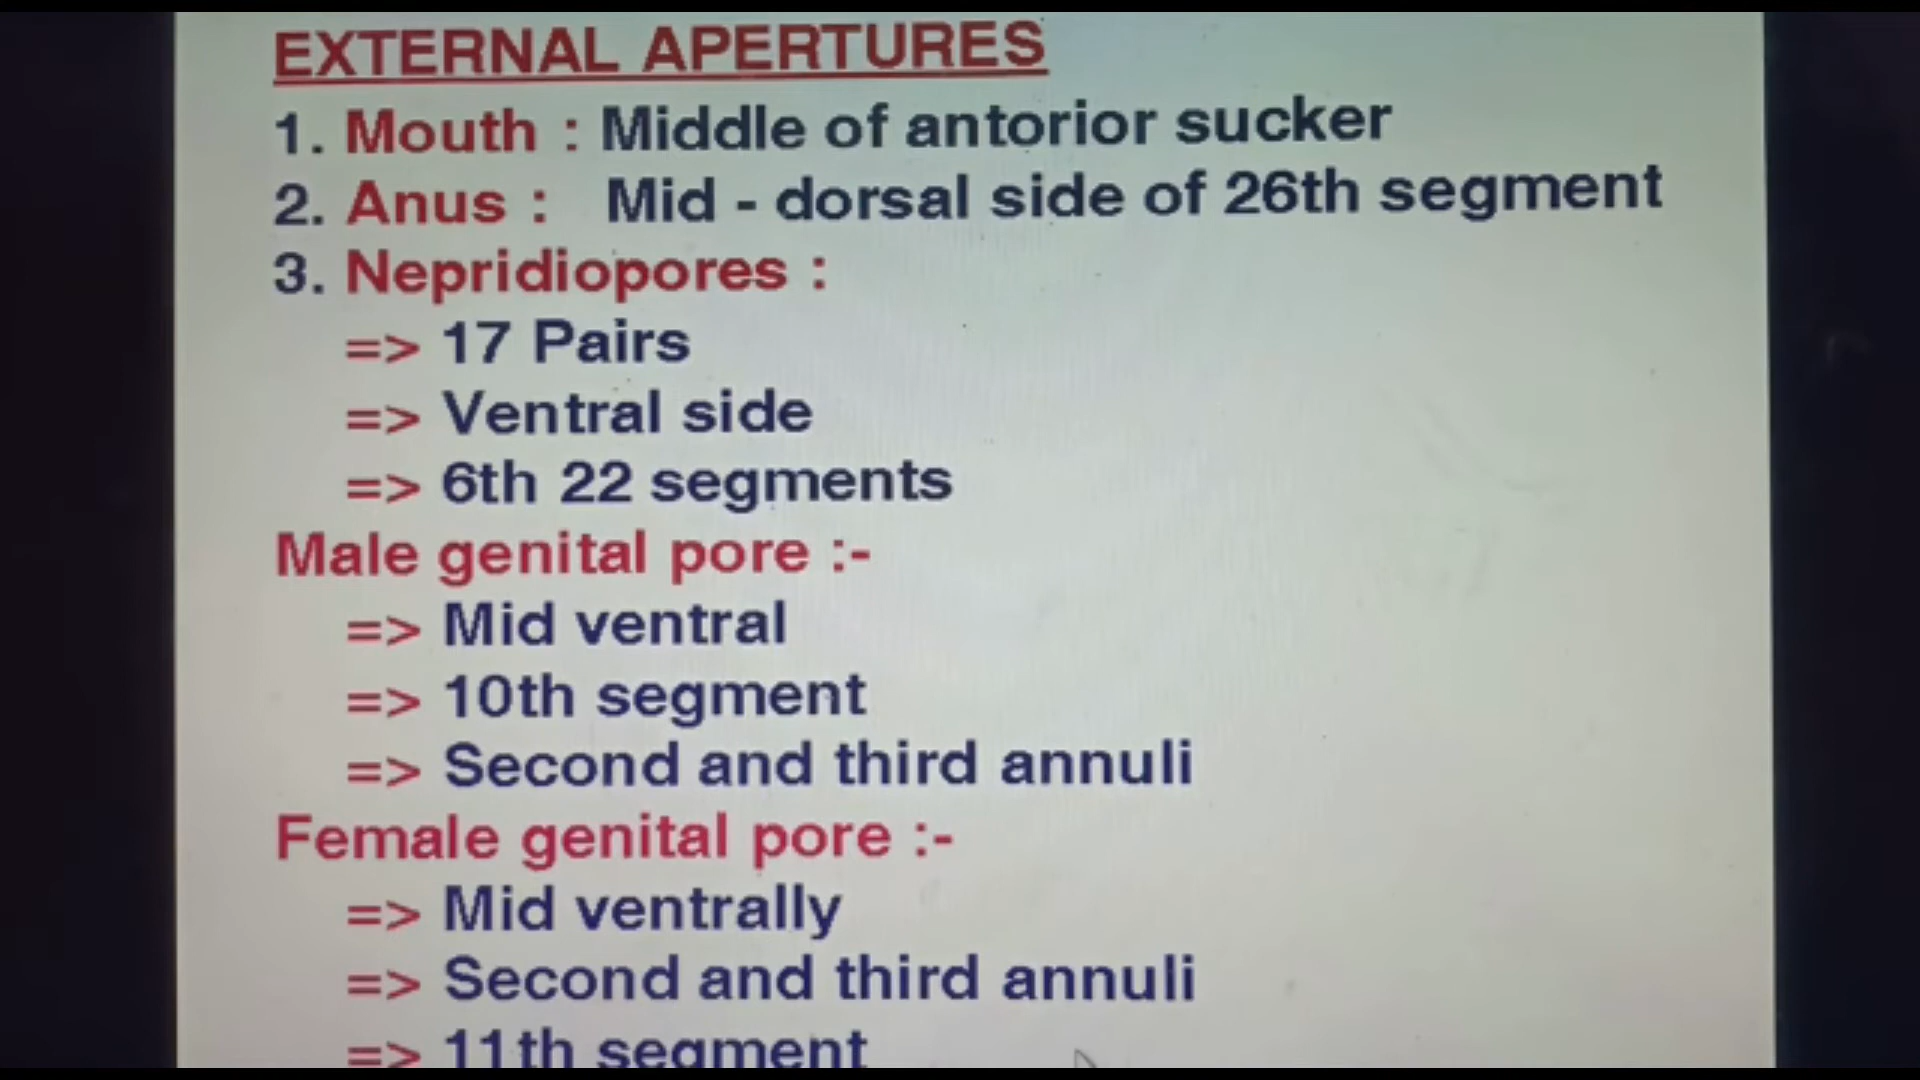 EXTERNAL APERTURES
1. Mouth : Middle of antorior sucker
2. Anus : Mid - dorsal side of 26th segment
3. Nepridiopores :
=> 17 Pairs
=> Ventral side
=> 6th 22 segments
Male genital pore :-
=> Mid ventral
=> 10th segment
=> Second and third annuli
Female genital pore :-
=> Mid ventrally
=> Second and third annuli
=> 11th segment